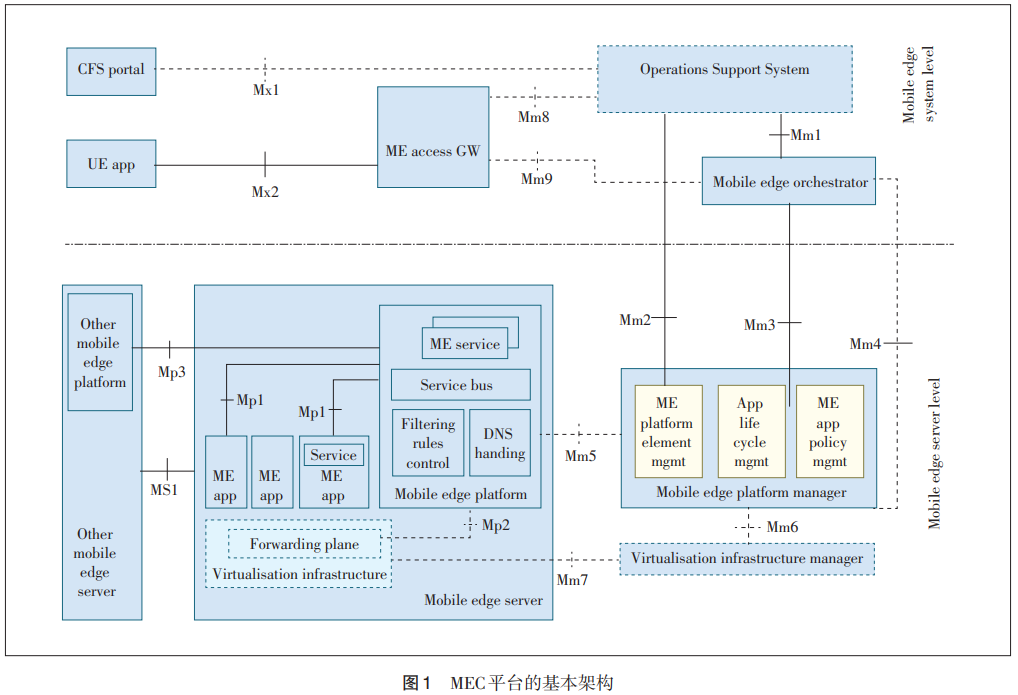 CFS portal
Mx1
Operations Support System
Mobile edge
system level
Mm8
ME access GW
Mm1
UE app
Mx2
Mm9
Mobile edge orchestrator
Other
mobile
edge
platform
Mp3
ME service
Mm2
Mm3
Mm4
Service bus
Mp1
Mp1
Filtering
rules
control
DNS
handing
Mm5
ME
platform
element
mgmt
App
life
cycle
mgmt
ME
app
policy
mgmt
Mobile edge server level
MS1
ME
app
ME
app
Service
ME
app
Mobile edge platform
Mobile edge platform manager
Mp2
Mm6
Other
mobile
edge
server
Forwarding plane
Virtualisation infrastructure
Mm7
Virtualisation infrastructure manager
Mobile edge server
图1 MEC平台的基本架构